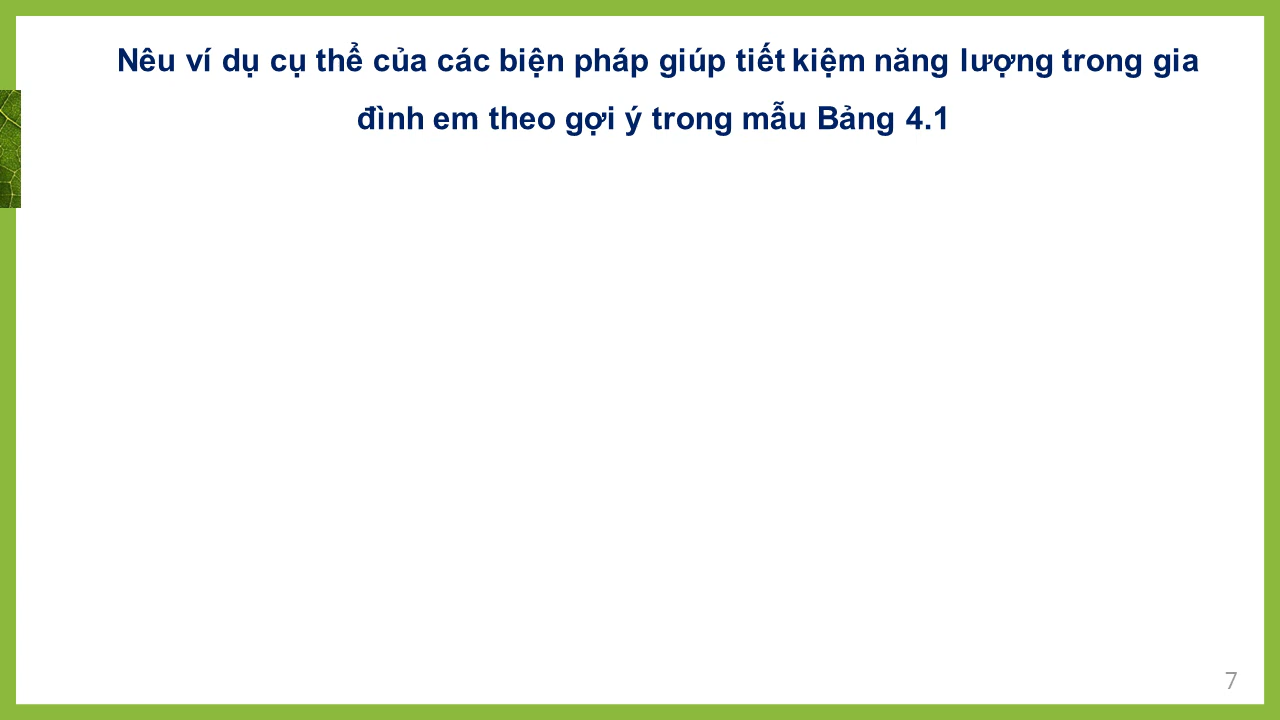 Nêu ví dụ cụ thể của các biện pháp giúp tiết kiệm năng lượng trong gia
đình em theo gợi ý trong mẫu Bảng 4.1
7